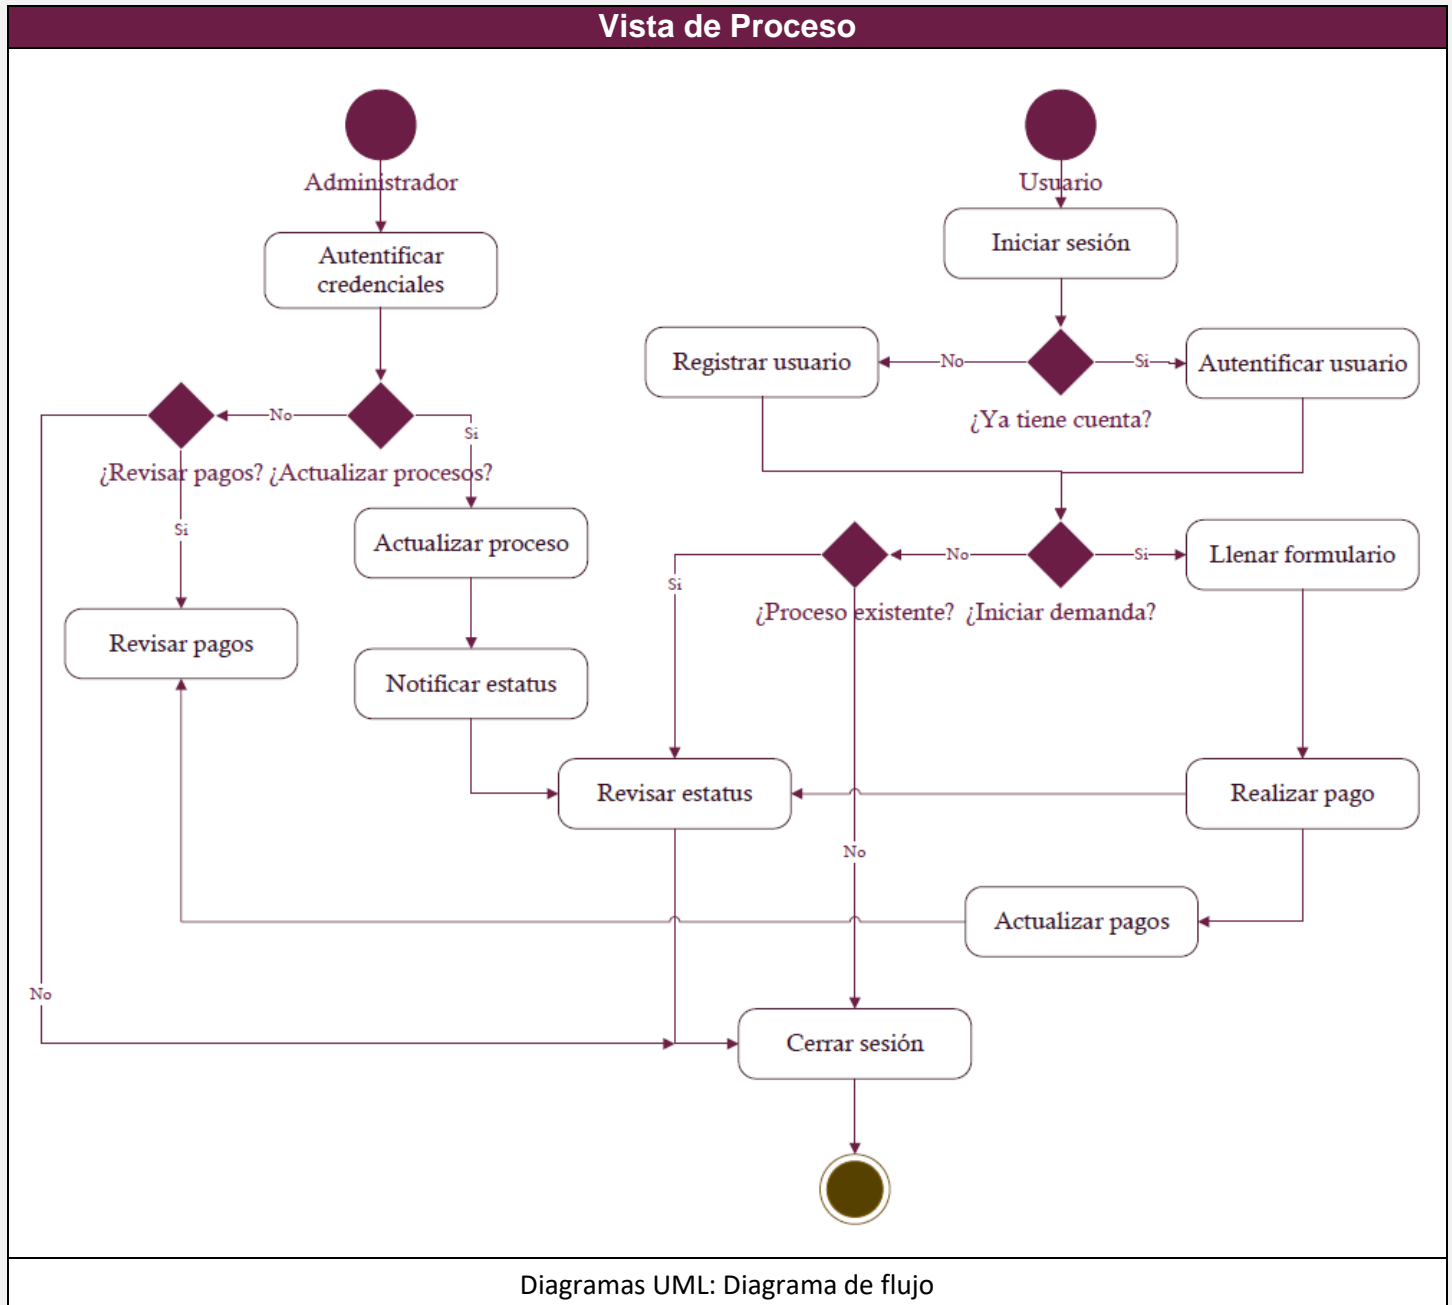 Vista de Proceso
Administrador
Usuario
Autentificar
credenciales
Iniciar sesión
Registrar usuario
No
Si
Autentificar usuario
¿Ya tiene cuenta?
No
Si
¿Revisar pagos?
¿Actualizar procesos?
Si
Actualizar proceso
No
Si
Llenar formulario
Si
¿Proceso existente?
¿Iniciar demanda?
Revisar pagos
Notificar estatus
Revisar estatus
Realizar pago
No
Actualizar pagos
No
Cerrar sesión
Diagramas UML: Diagrama de flujo